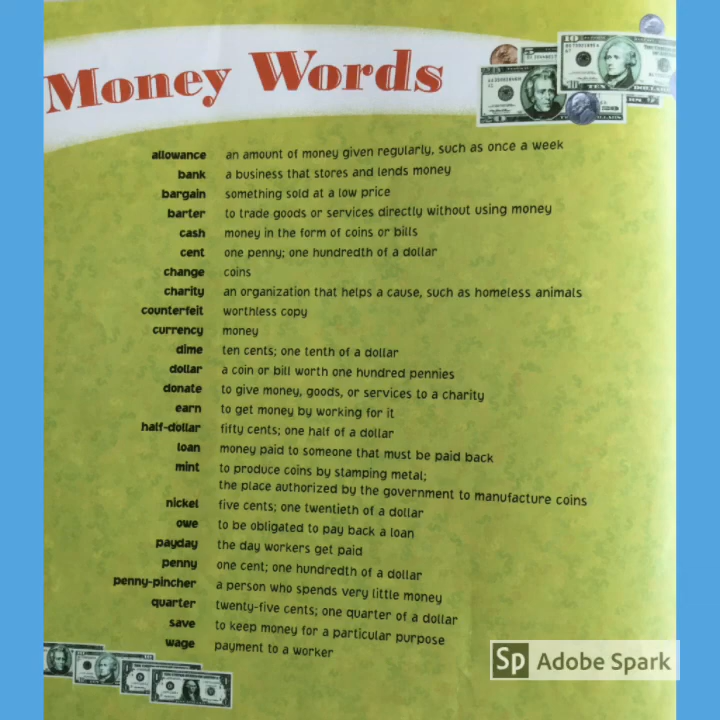 Money Words
allowance an amount of money given regularly, such as once a week
bank a business that stores and lends money
bargain something sold at a low price
barter to trade goods or services directly without using money
cash money in the form of coins or bills
cent one penny; one hundredth of a dollar
change coins
charity an organization that helps a cause, such as homeless animals
counterfeit worthless copy
currency money
dime ten cents; one tenth of a dollar
dollar a coin or bill worth one hundred pennies
donate to give money, goods, or services to a charity
earn to get money by working for it
half-dollar fifty cents; one half of a dollar
loan money paid to someone that must be paid back
mint to produce coins by stamping metal;
the place authorized by the government to manufacture coins
nickel five cents; one twentieth of a dollar
owe to be obligated to pay back a loan
payday the day workers get paid
penny one cent; one hundredth of a dollar
penny-pincher a person who spends very little money
quarter twenty-five cents; one quarter of a dollar
save to keep money for a particular purpose
wage payment to a worker
Sp Adobe Spark